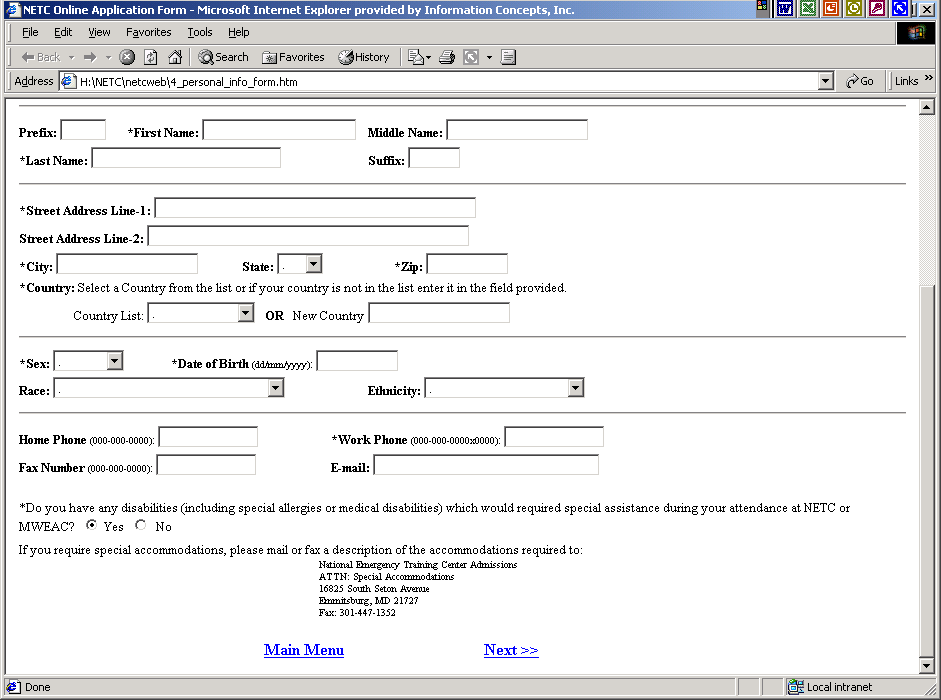 NETC Online Application Form - Microsoft Internet Explorer provided by Information Concepts, Inc.
File Edit View Favorites Tools Help
Back Search Favorites History
Address H:\NETC\netcweb\4_personal_info_form.htm Go Links »
Prefix: *First Name: Middle Name:
*Last Name: Suffix:
*Street Address Line-1:
Street Address Line-2:
*City: State: . *Zip:
*Country: Select a Country from the list or if your country is not in the list enter it in the field provided.
Country List: . OR New Country
*Sex: . *Date of Birth (dd/mm/yyyy):
Race: . Ethnicity: .
Home Phone (000-000-0000): *Work Phone (000-000-0000x0000):
Fax Number (000-000-0000): E-mail:
*Do you have any disabilities (including special allergies or medical disabilities) which would required special assistance during your attendance at NETC or
MWEAC? Yes No
If you require special accommodations, please mail or fax a description of the accommodations required to:
National Emergency Training Center Admissions
ATTN: Special Accommodations
16825 South Seton Avenue
Emmitsburg, MD 21727
Fax: 301-447-1352
Main Menu Next >>
Done Local intranet